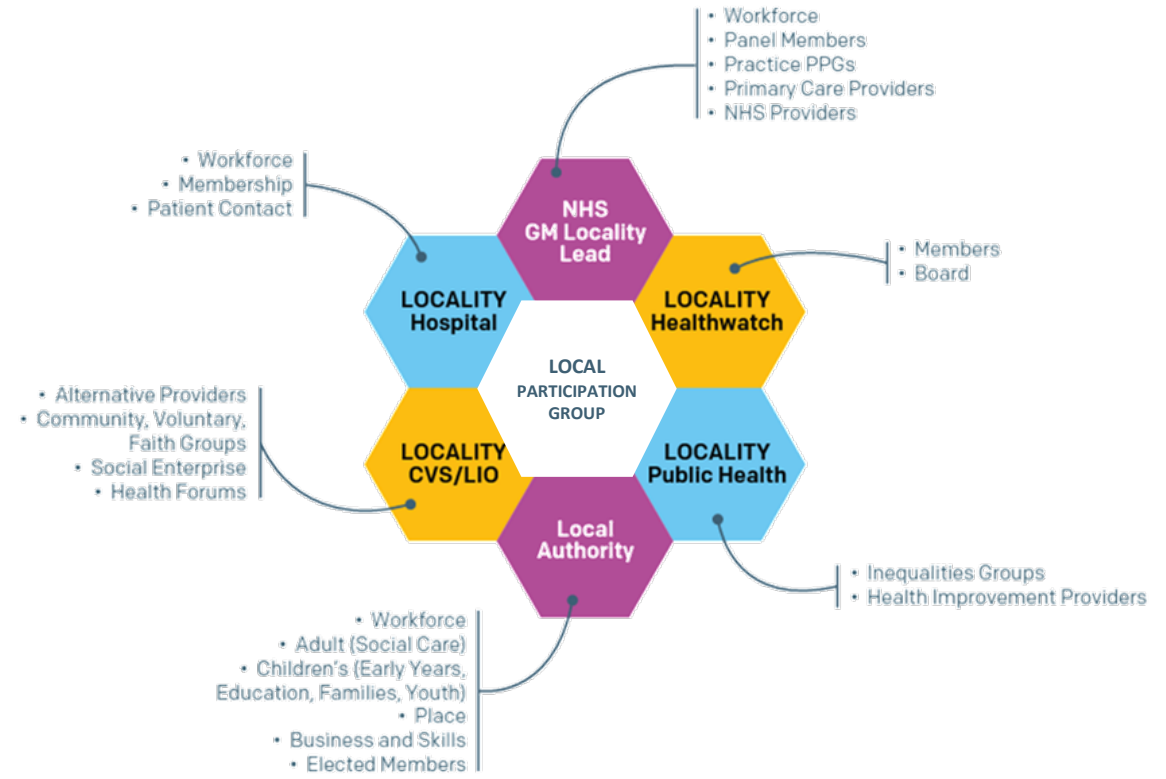 • Workforce
• Panel Members
• Practice PPGs
• Primary Care Providers
• NHS Providers
• Workforce
• Membership
• Patient Contact
NHS
GM Locality
Lead
• Members
• Board
LOCALITY
Hospital
LOCALITY
Healthwatch
LOCAL
PARTICIPATION
GROUP
• Alternative Providers
• Community, Voluntary,
Faith Groups
• Social Enterprise
• Health Forums
LOCALITY
CVS/LIO
LOCALITY
Public Health
Local
Authority
• Inequalities Groups
• Health Improvement Providers
• Workforce
• Adult (Social Care)
• Children's (Early Years,
Education, Families, Youth)
• Place
• Business and Skills
• Elected Members